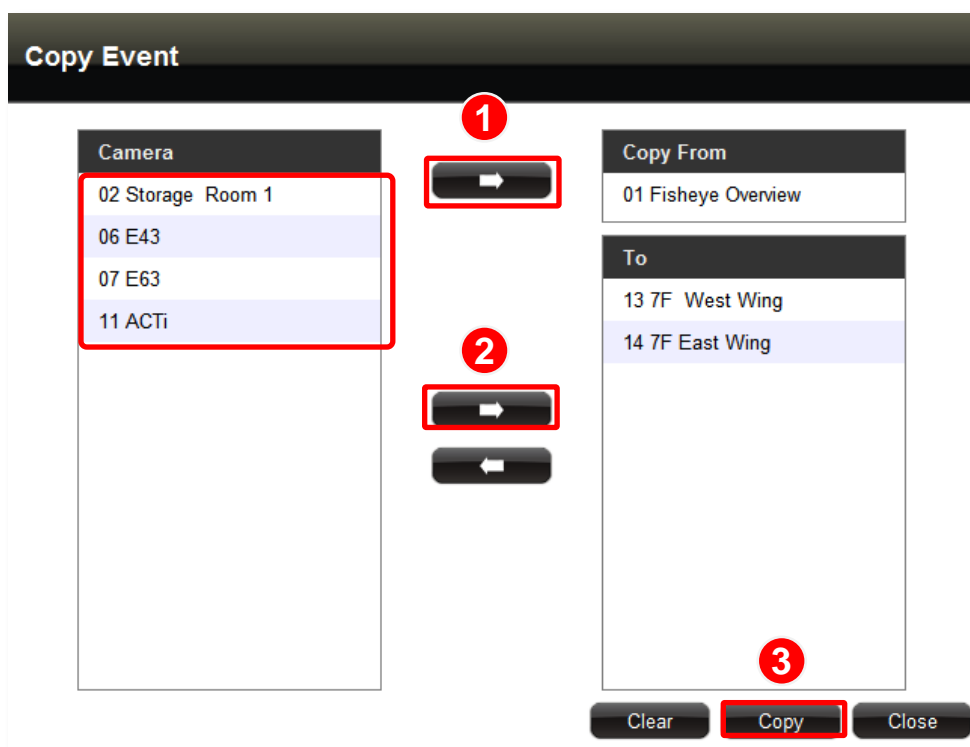 Copy Event
1
Camera
02 Storage Room 1
06 E43
07 E63
11 ACTi
2
Copy From
01 Fisheye Overview
To
13 7F West Wing
14 7F East Wing
3
Clear
Copy
Close